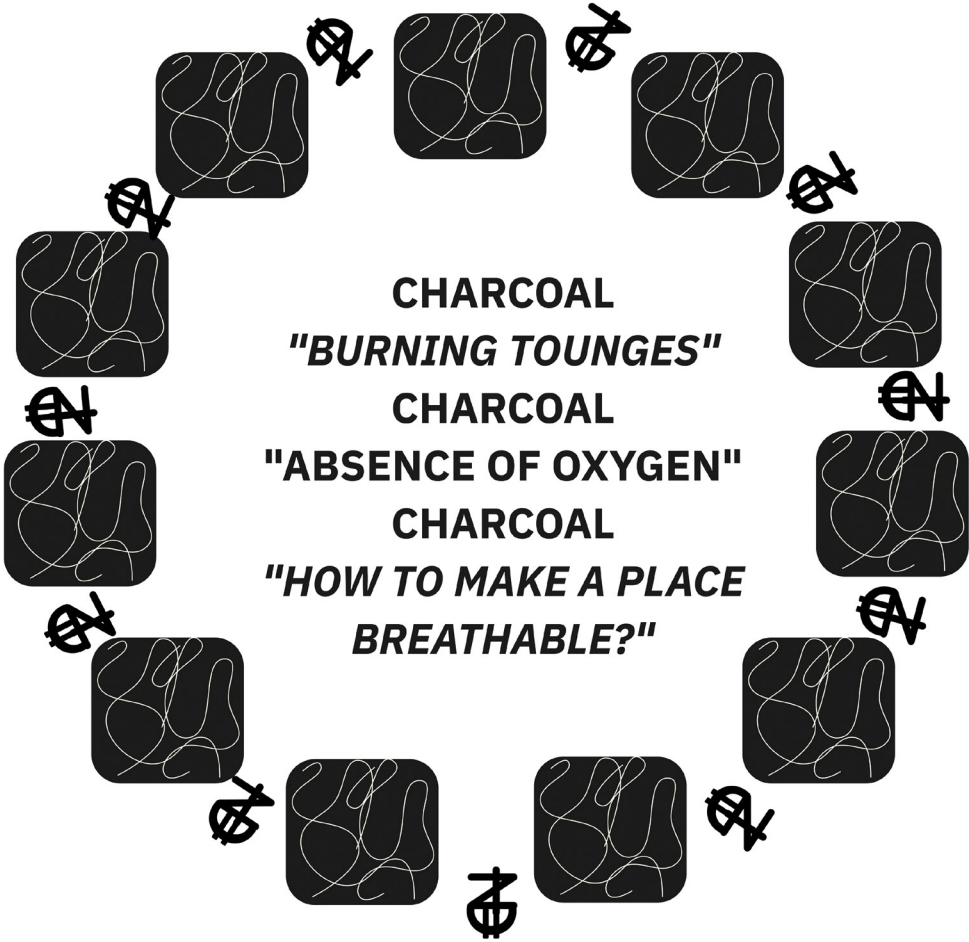 CHARCOAL
"BURNING TOUNGES"
CHARCOAL
"ABSENCE OF OXYGEN"
CHARCOAL
"HOW TO MAKE A PLACE
BREATHABLE?"